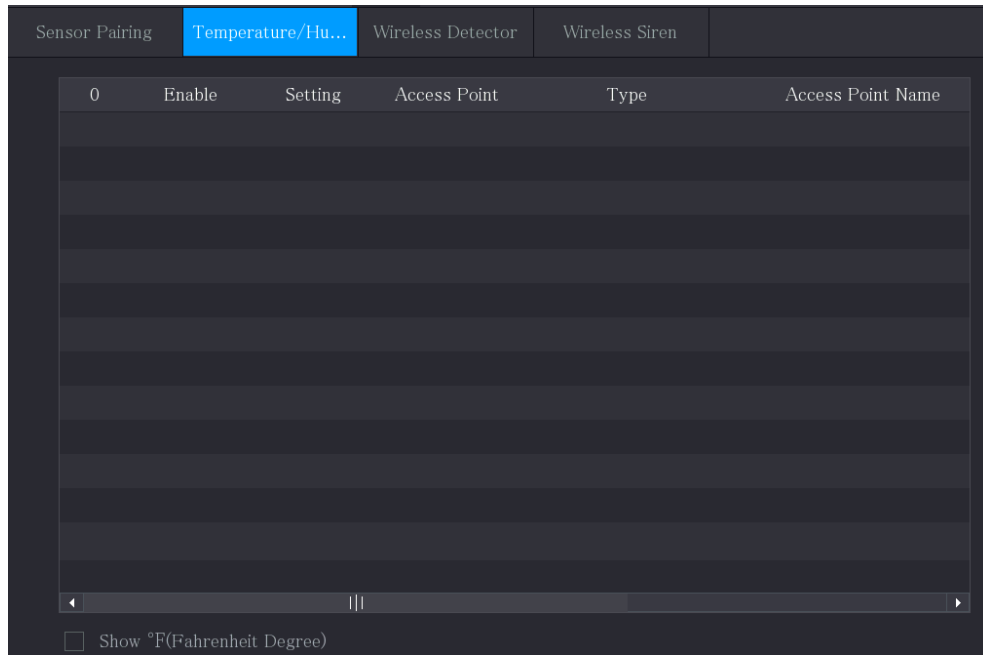 Sensor Pairing Temperature/Hu... Wireless Detector Wireless Siren
0 Enable Setting Access Point Type Access Point Name
Show °F(Fahrenheit Degree)